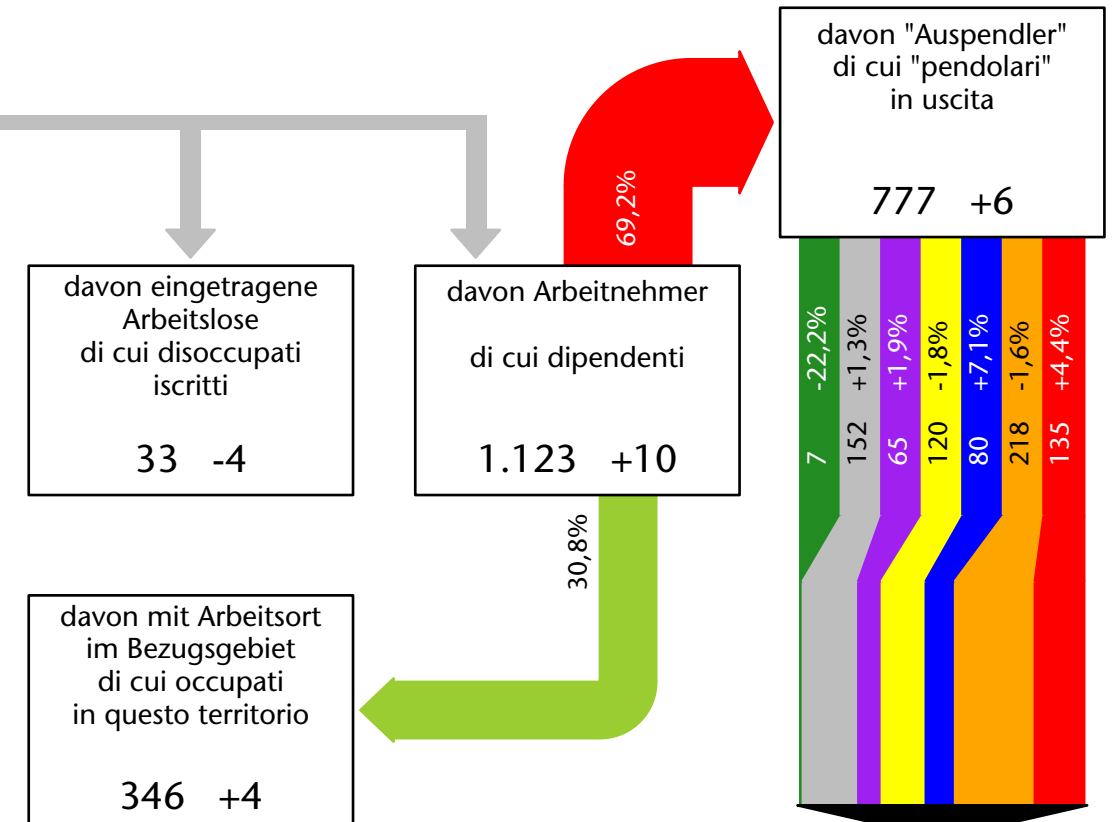 davon "Auspendler"
di cui "pendolari"
in uscita
777 +6
69,2%
davon eingetragene
Arbeitslose
di cui disoccupati
iscritti
33 -4
davon Arbeitnehmer
di cui dipendenti
1.123 +10
7 -22,2%
152 +1,3%
65 +1,9%
120 -1,8%
80 +7,1%
218 -1,6%
135 +4,4%
30,8%
davon mit Arbeitsort
im Bezugsgebiet
di cui occupati
in questo territorio
346 +4